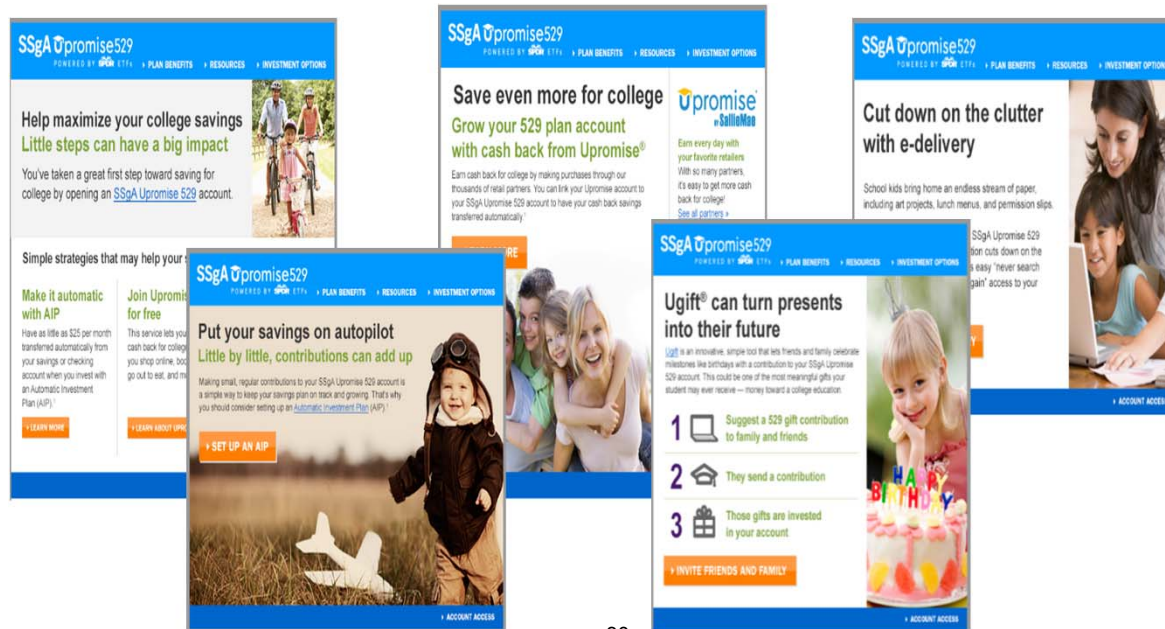 SSgA Upromise529
POWERED BY SPDR ETFs › PLAN BENEFITS › RESOURCES › INVESTMENT OPTIONS
Help maximize your college savings
Little steps can have a big impact
You've taken a great first step toward saving for
college by opening an SSgA Upromise 529 account.
Simple strategies that may help your
Make it automatic
with AIP
Have as little as $25 per month
transferred automatically from
your savings or checking
account when you invest with
an Automatic Investment
Plan (AIP).¹
› LEARN MORE
Join Upromis
for free
This service lets you
cash back for college
you shop online, boo
go out to eat, and m
› LEARN ABOUT UPRO
SSgA Upromise529
POWERED BY SPDR ETFs › PLAN BENEFITS › RESOURCES › INVESTMENT OPTIONS
Put your savings on autopilot
Little by little, contributions can add up
Making small, regular contributions to your SSgA Upromise 529 account is
a simple way to keep your savings plan on track and growing. That's why
you should consider setting up an Automatic Investment Plan (AIP).¹
› SET UP AN AIP
› ACCOUNT ACCESS
SSgA Upromise529
POWERED BY SPDR ETFs › PLAN BENEFITS › RESOURCES › INVESTMENT OPTIONS
Save even more for college
Grow your 529 plan account
with cash back from Upromise®
Earn cash back for college by making purchases through our
thousands of retail partners. You can link your Upromise account to
your SSgA Upromise 529 account to have your cash back savings
transferred automatically.¹
RE
Upromise
BY SallieMae
Earn every day with
your favorite retailers
With so many partners,
it's easy to get more cash
back for college!
See all partners »
SSgA Upromise529
POWERED BY SPDR ETFs › PLAN BENEFITS › RESOURCES › INVESTMENT OPTIONS
Ugift® can turn presents
into their future
Ugift is an innovative, simple tool that lets friends and family celebrate
milestones like birthdays with a contribution to your SSgA Upromise
529 account. This could be one of the most meaningful gifts your
student may ever receive — money toward a college education.
1 Suggest a 529 gift contribution
to family and friends
2 They send a contribution
3 Those gifts are invested
in your account
› INVITE FRIENDS AND FAMILY
HAPPY
BIRTHDAY
› ACCOUNT ACCESS
SSgA Upromise529
POWERED BY SPDR ETFs › PLAN BENEFITS › RESOURCES › INVESTMENT OPTION
Cut down on the clutter
with e-delivery
School kids bring home an endless stream of paper,
including art projects, lunch menus, and permission slips.
SSgA Upromise 529
tion cuts down on the
s easy "never search
gain" access to your
Y
› ACCOUNT ACCES